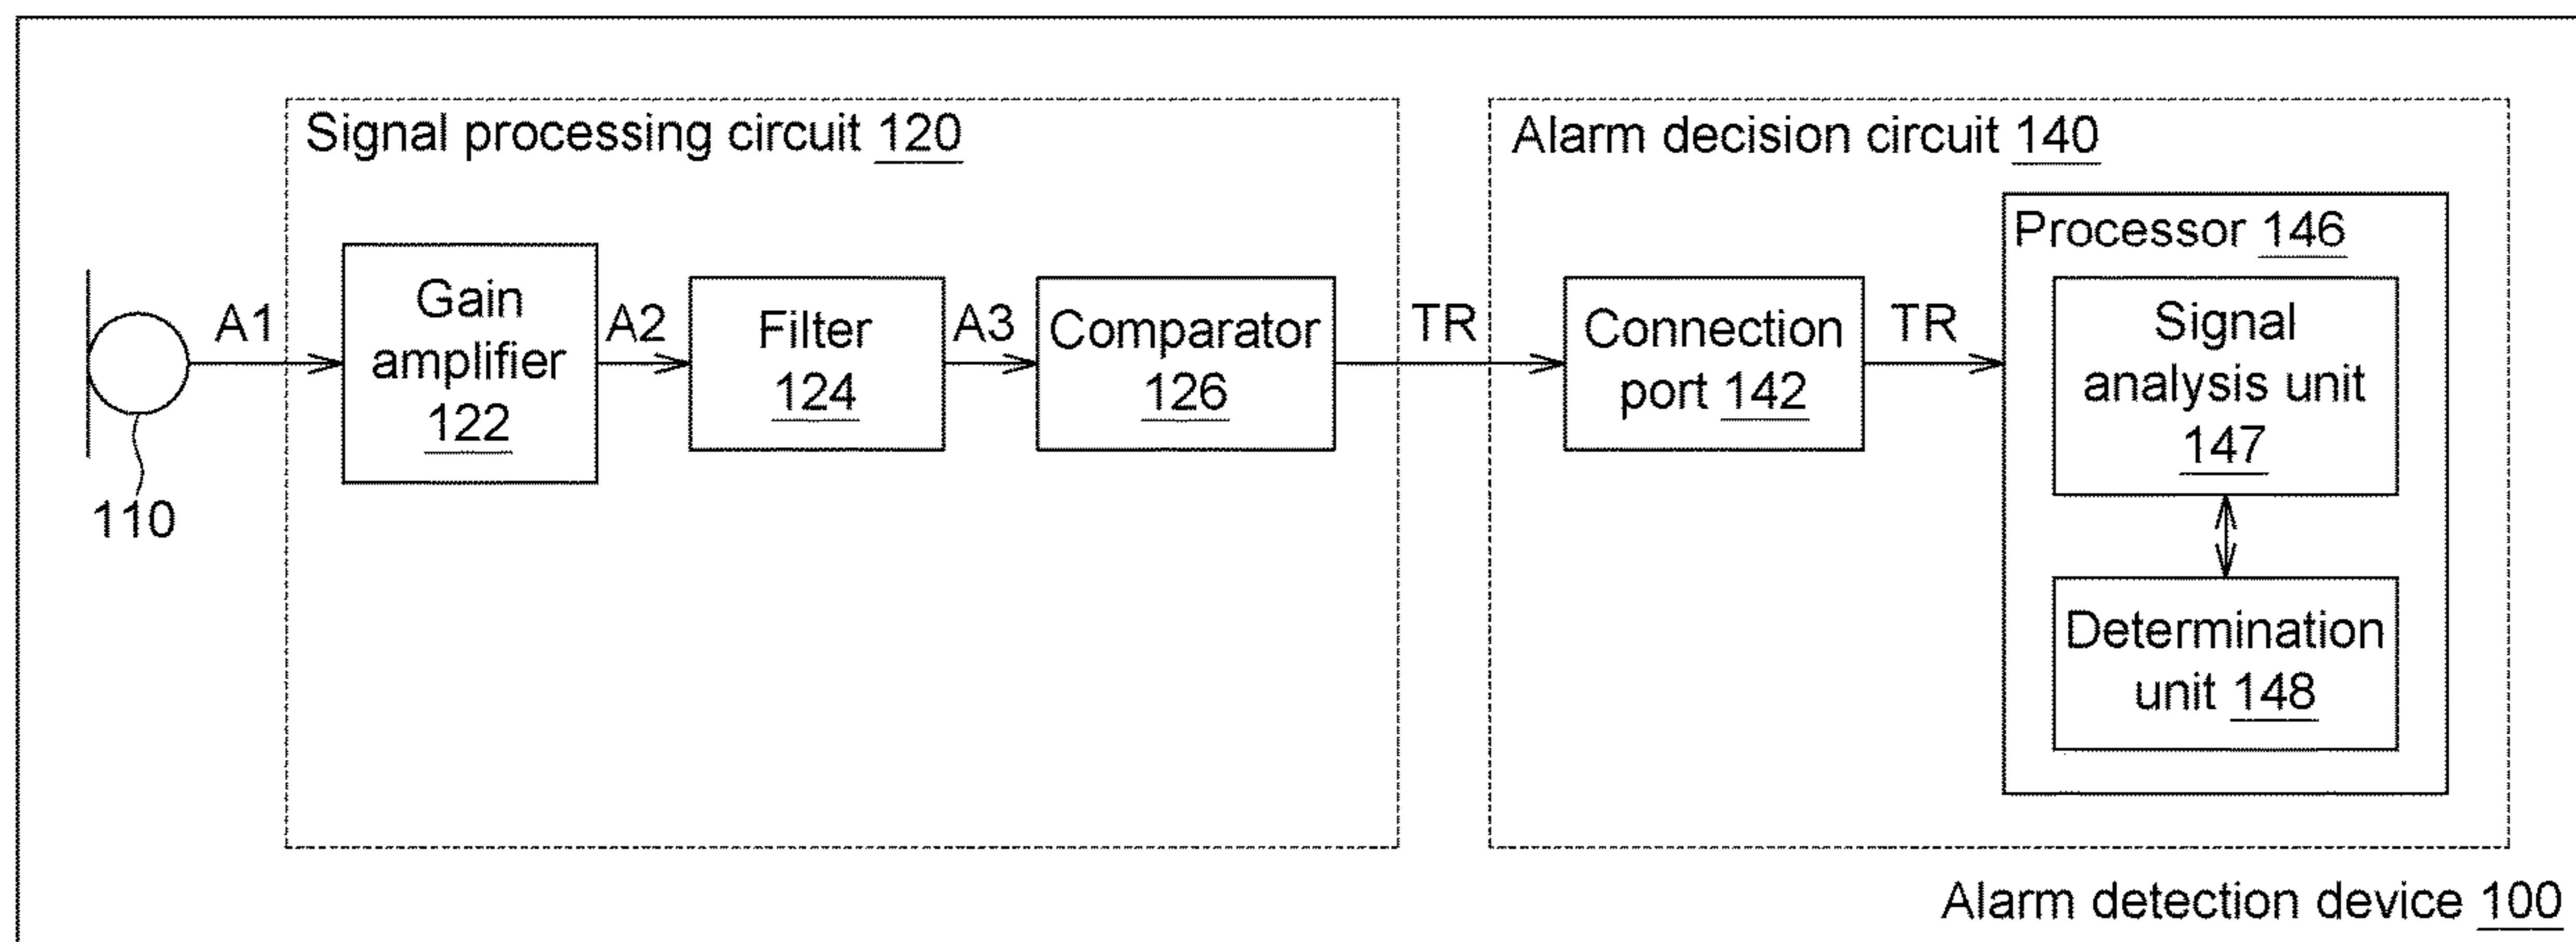 Signal processing circuit 120
Alarm decision circuit 140
Processor 146
A1
Gain
amplifier
122
A2
Filter
124
A3
Comparator
126
TR
Connection
port 142
TR
Signal
analysis unit
147
110
Determination
unit 148
Alarm detection device 100